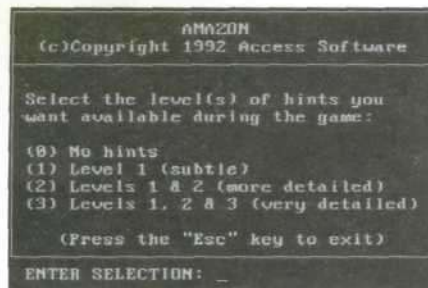 AMAZON
(c)Copyright 1992 Access Software
Select the level(s) of hints you
want available during the game:
(0) No hints
(1) Level 1 (subtle)
(2) Levels 1 & 2 (more detailed)
(3) Levels 1, 2 & 3 (very detailed)
(Press the "Esc" key to exit)
ENTER SELECTION: _